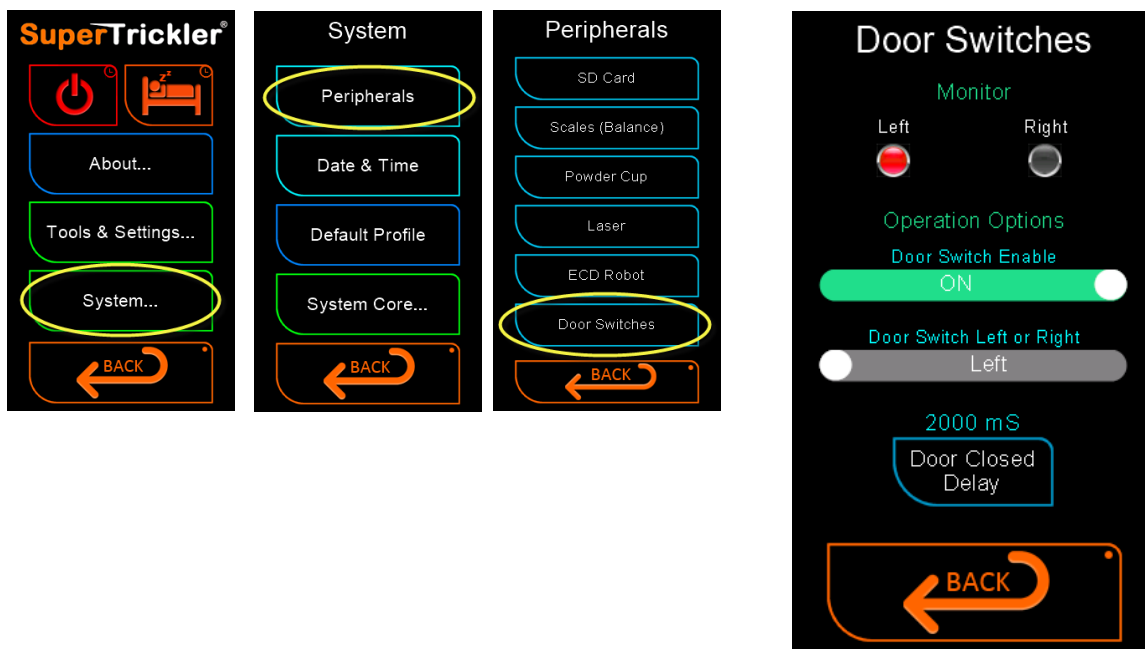 SuperTrickler®
zzz
About...
Tools & Settings...
System...
BACK
System
Peripherals
Date & Time
Default Profile
System Core...
BACK
Peripherals
SD Card
Scales (Balance)
Powder Cup
Laser
ECD Robot
Door Switches
BACK
Door Switches
Monitor
Left Right
Operation Options
Door Switch Enable
ON
Door Switch Left or Right
Left
2000 mS
Door Closed
Delay
BACK